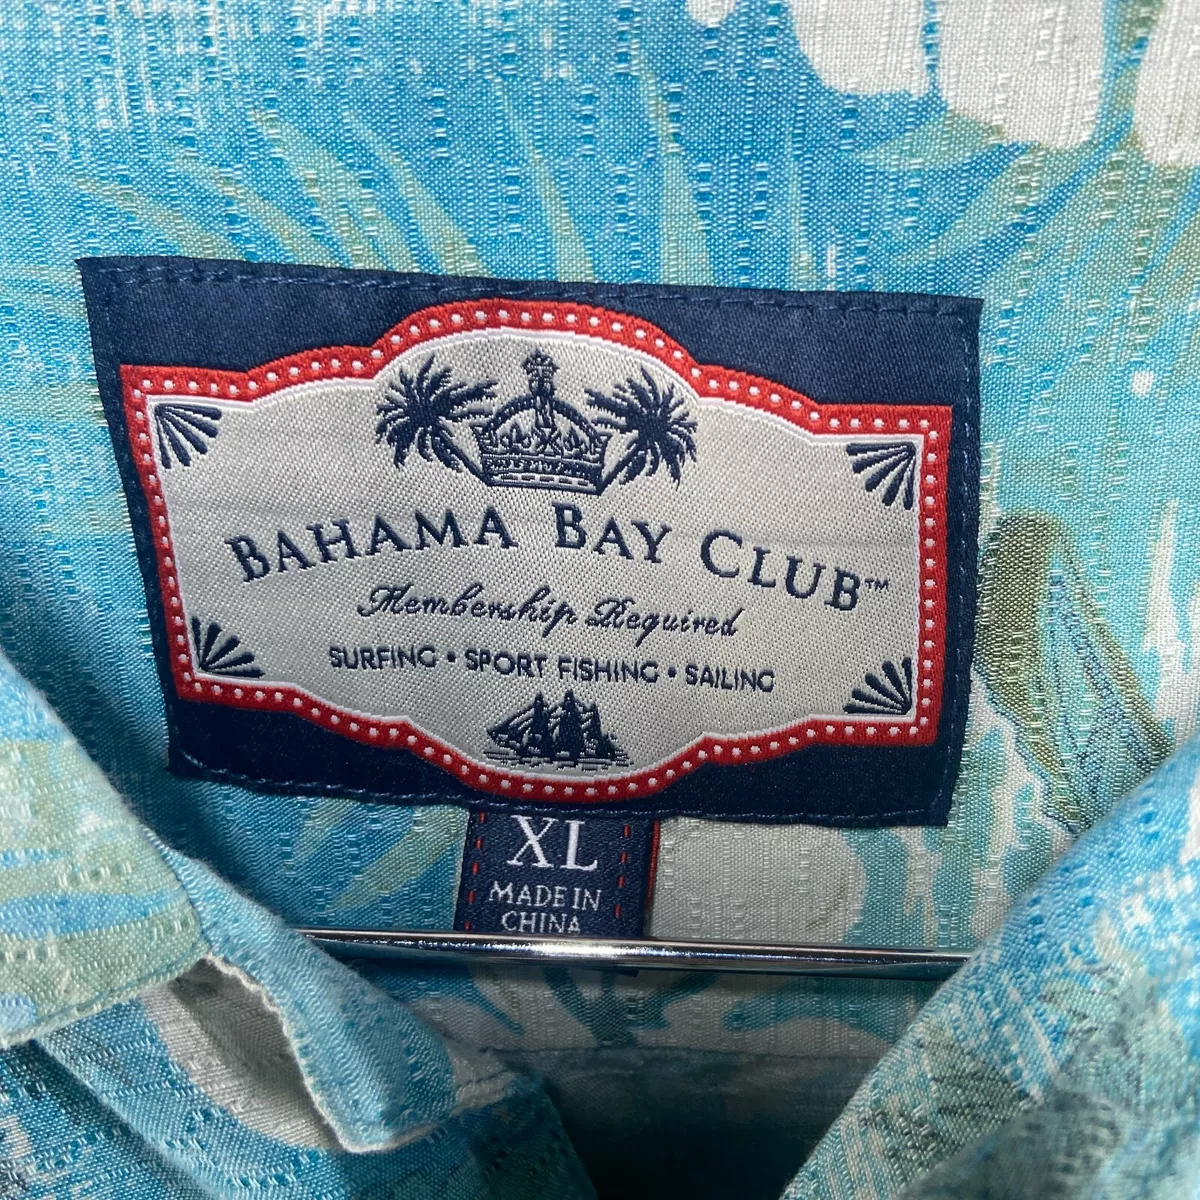 BAHAMA BAY CLUB™
Membership Required
SURFING • SPORT FISHING • SAILING
XL
MADE IN
CHINA